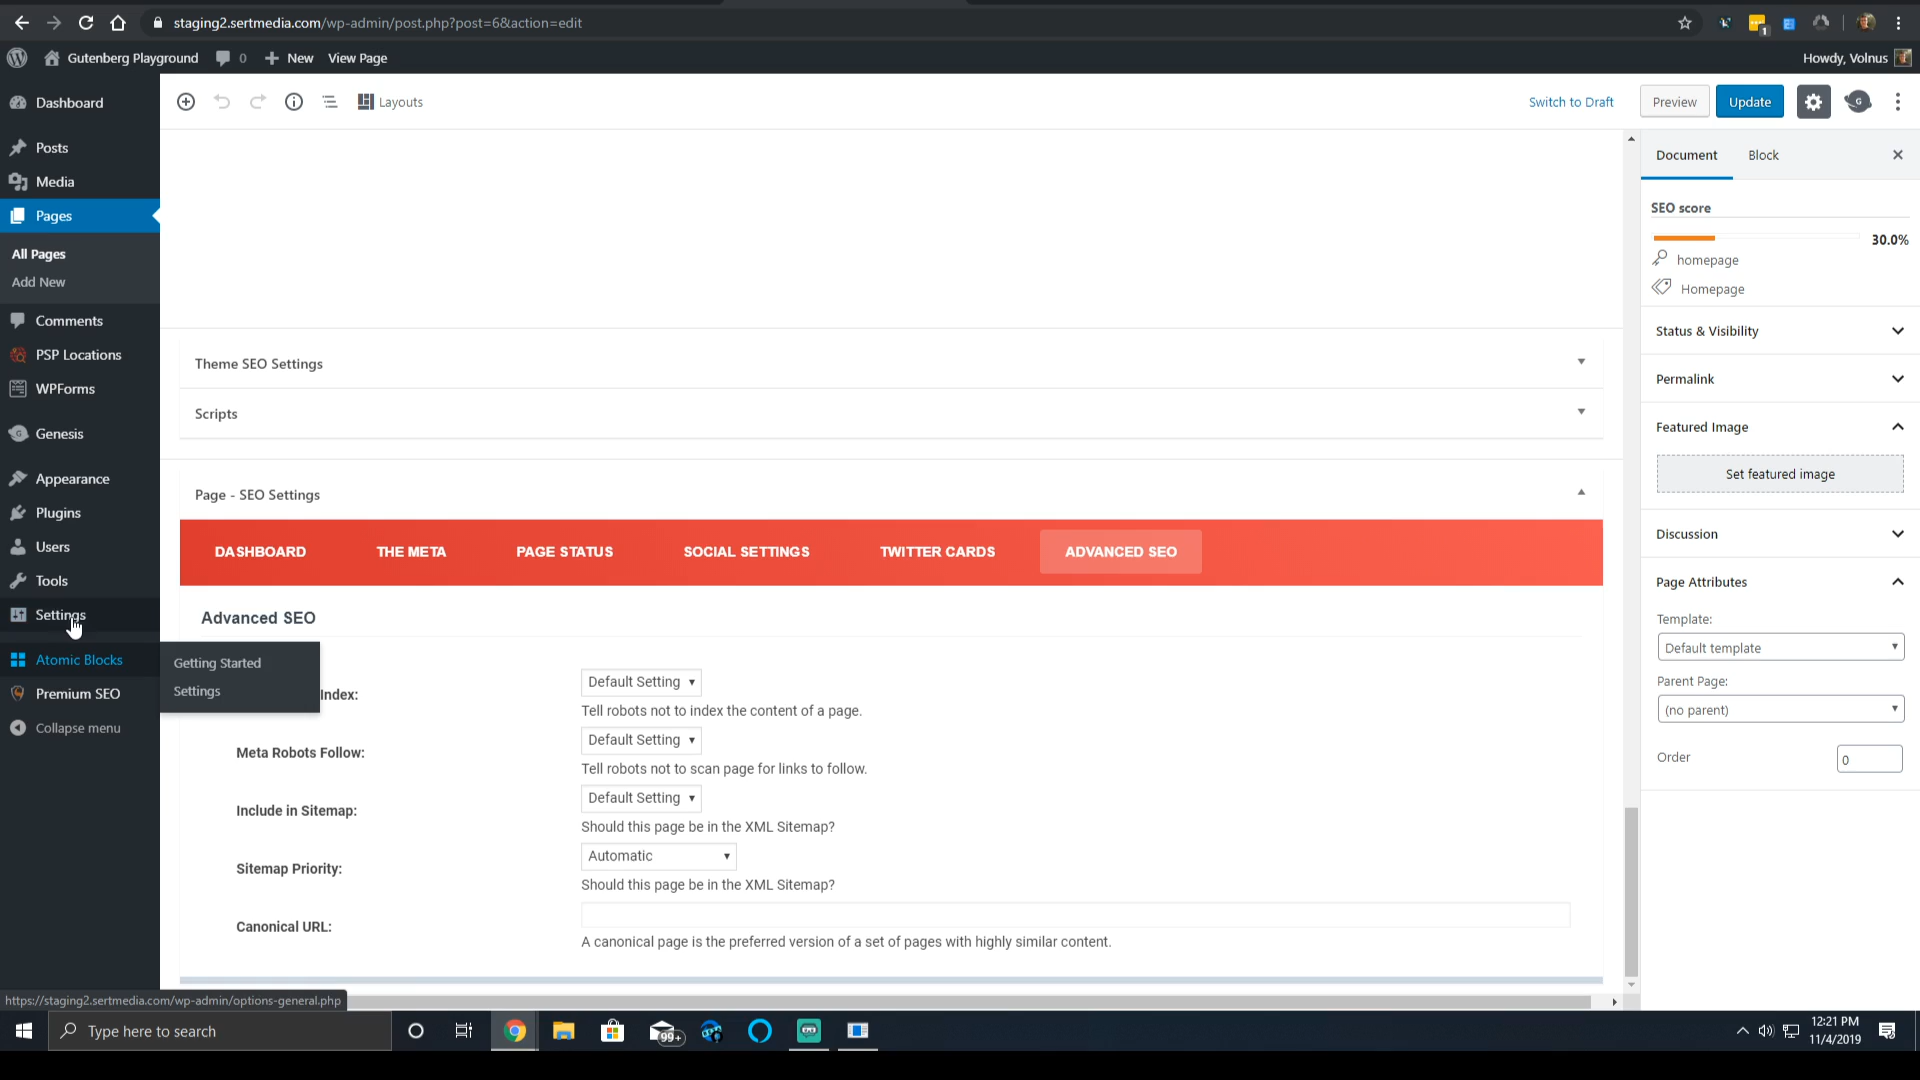 staging2.sertmedia.com/wp-admin/post.php?post=6&action=edit
1
Gutenberg Playground
0
New
View Page
Howdy, Volnus
Dashboard
Posts
Media
Pages
All Pages
Add New
Comments
PSP Locations
WPForms
Genesis
Appearance
Plugins
Users
Tools
Settings
Atomic Blocks
Premium SEO
Collapse menu
Getting Started
Settings
Layouts
Switch to Draft
Preview
Update
G
Theme SEO Settings
Scripts
Page - SEO Settings
DASHBOARD
THE META
PAGE STATUS
SOCIAL SETTINGS
TWITTER CARDS
ADVANCED SEO
Advanced SEO
Index:
Default Setting
Tell robots not to index the content of a page.
Meta Robots Follow:
Default Setting
Tell robots not to scan page for links to follow.
Include in Sitemap:
Default Setting
Should this page be in the XML Sitemap?
Sitemap Priority:
Automatic
Should this page be in the XML Sitemap?
Canonical URL:
A canonical page is the preferred version of a set of pages with highly similar content.
Document
Block
SEO score
30.0%
homepage
Homepage
Status & Visibility
Permalink
Featured Image
Set featured image
Discussion
Page Attributes
Template:
Default template
Parent Page:
(no parent)
Order
0
https://staging2.sertmedia.com/wp-admin/options-general.php
Type here to search
99+
12:21 PM
11/4/2019